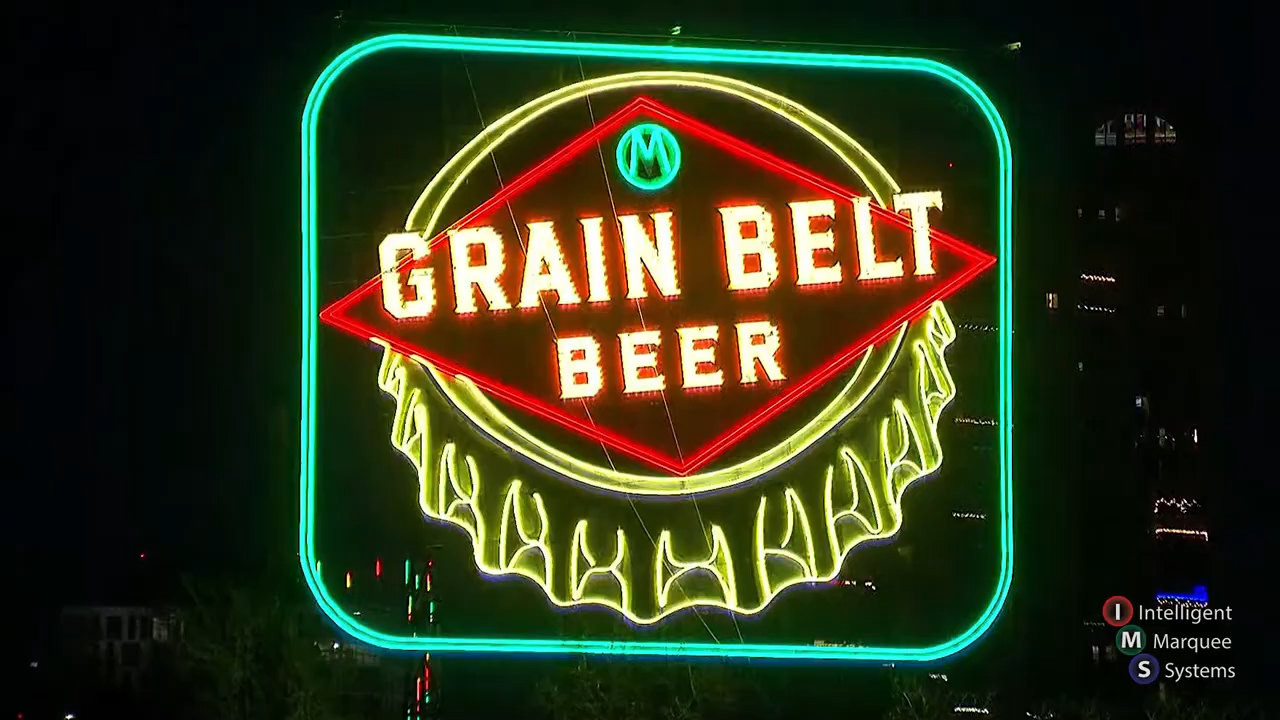 M
GRAIN BELT
BEER
I Intelligent
M Marquee
S Systems